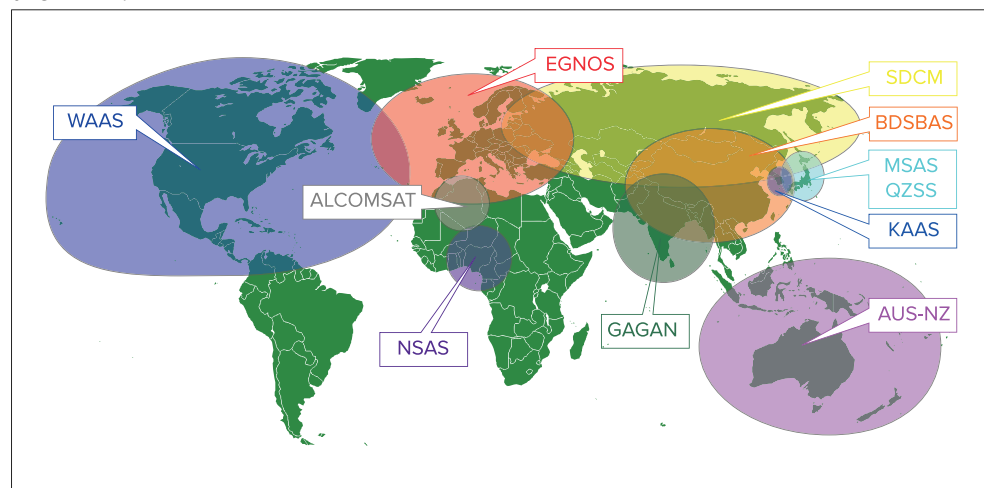 EGNOS
SDCM
WAAS
BDSBAS
MSAS
QZSS
ALCOMSAT
KAAS
AUS-NZ
GAGAN
NSAS